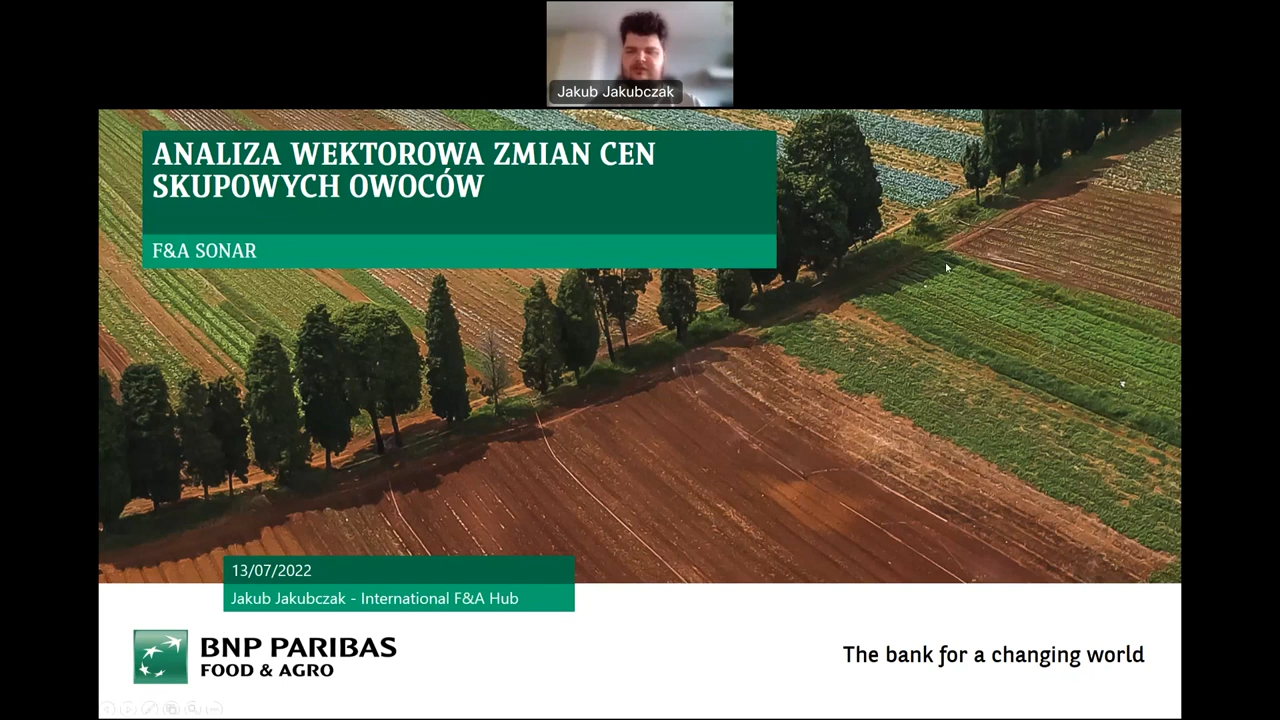 Jakub Jakubczak
ANALIZA WEKTOROWA ZMIAN CEN
SKUPOWYCH OWOCÓW
F&A SONAR
13/07/2022
Jakub Jakubczak - International F&A Hub
BNP PARIBAS
FOOD & AGRO
The bank for a changing world